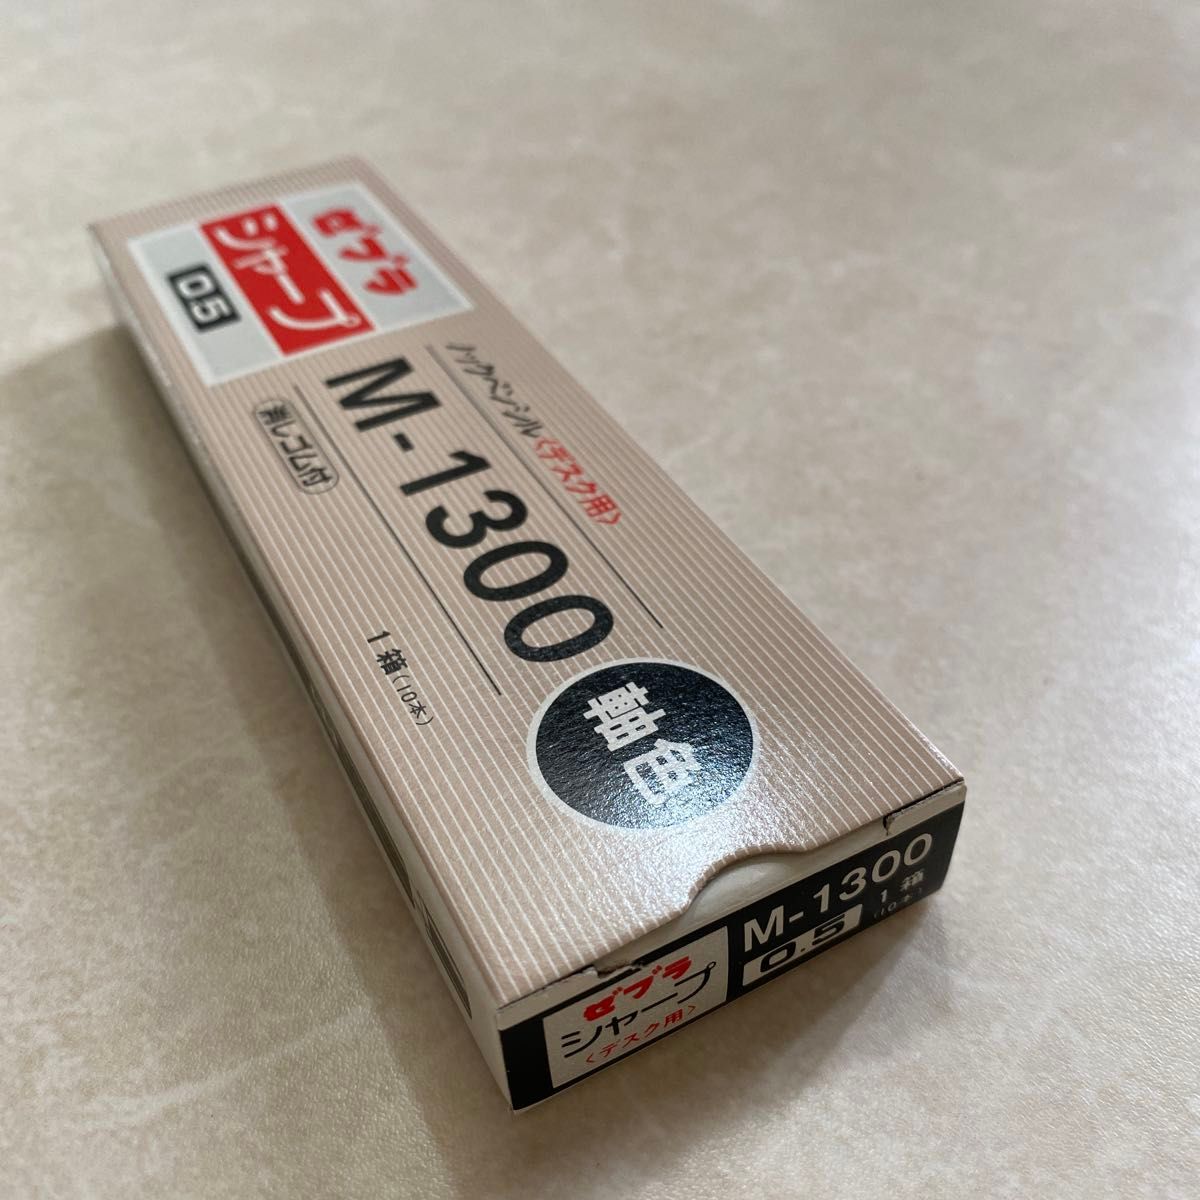 ゼブラ
シャープ
0.5
ノックペンシル〈デスク用〉
M-1300
消しゴム付
1箱(10本)
軸色
ゼブラ
シャープ
〈デスク用〉
M-1300
0.5
1箱
(10本)